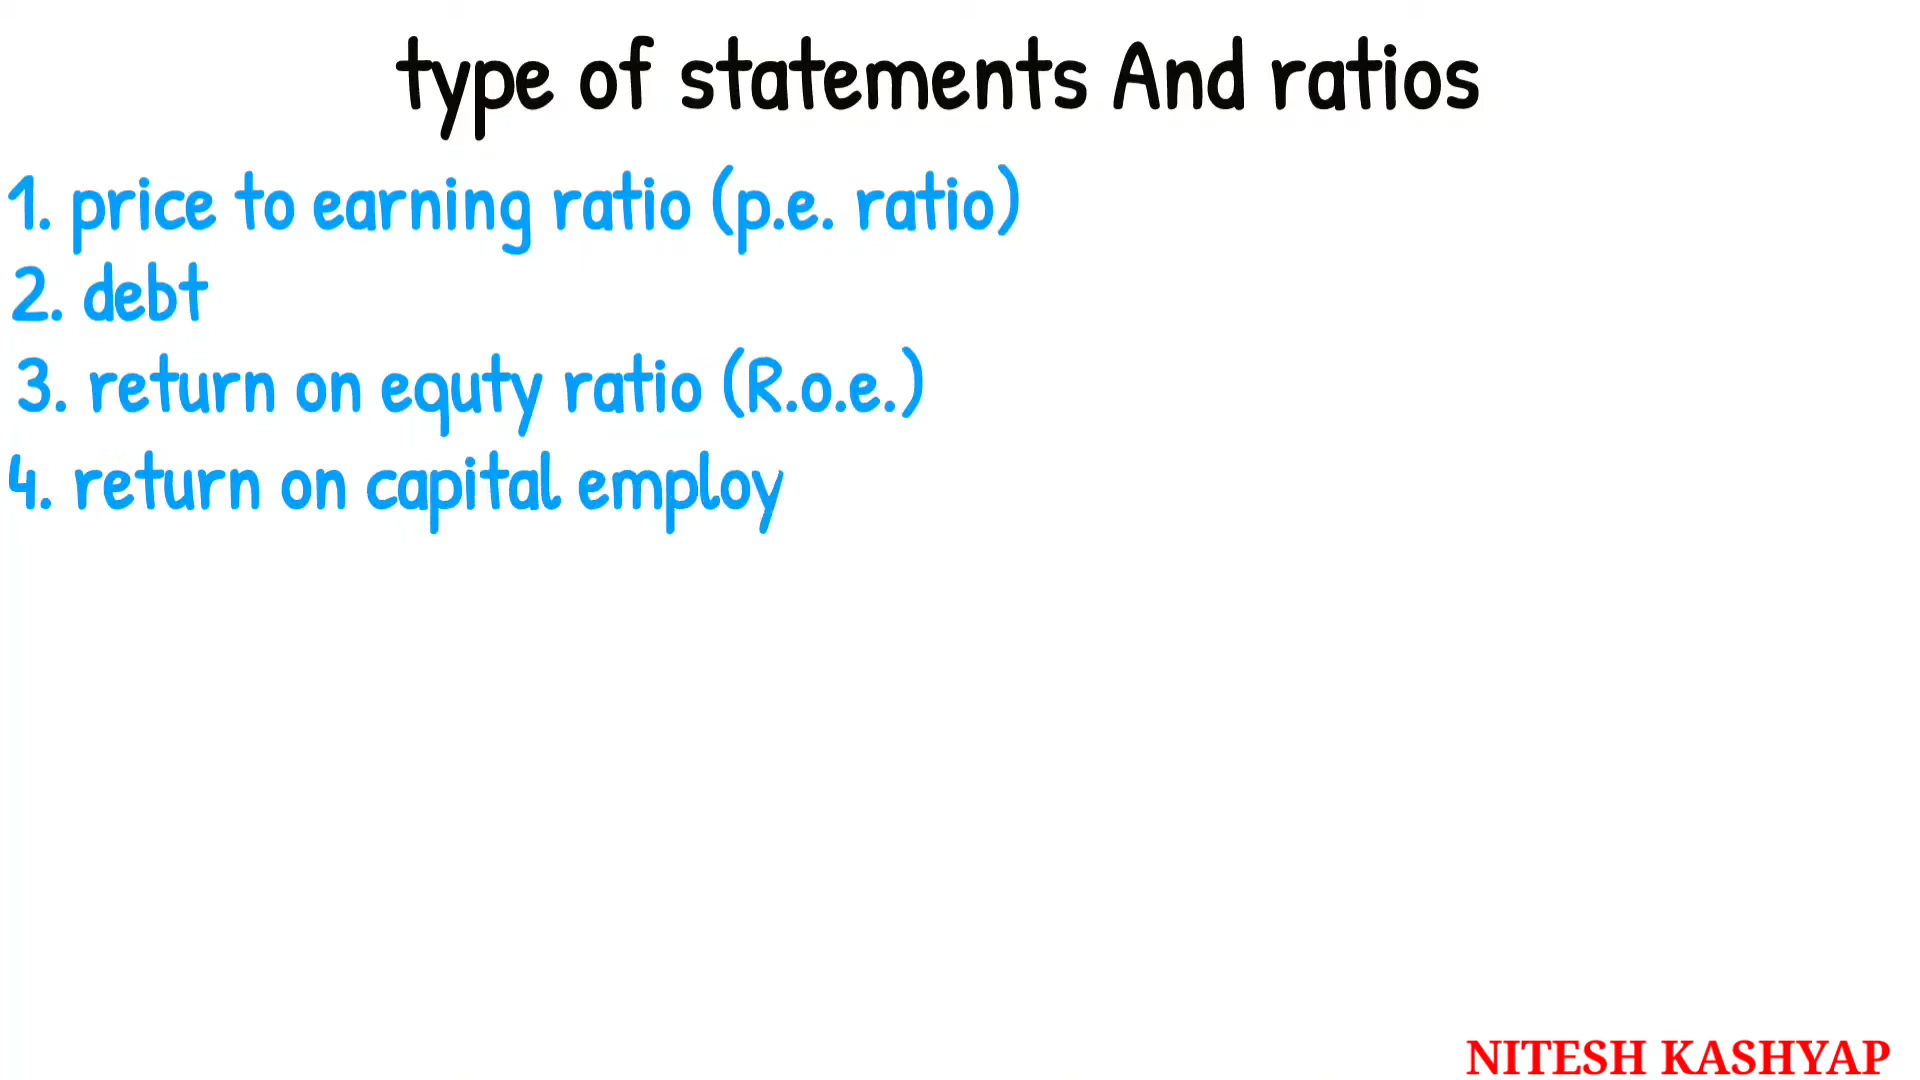 type of statements And ratios
1. price to earning ratio (p.e. ratio)
2. debt
3. return on equty ratio (R.o.e.)
4. return on capital employ
NITESH KASHYAP